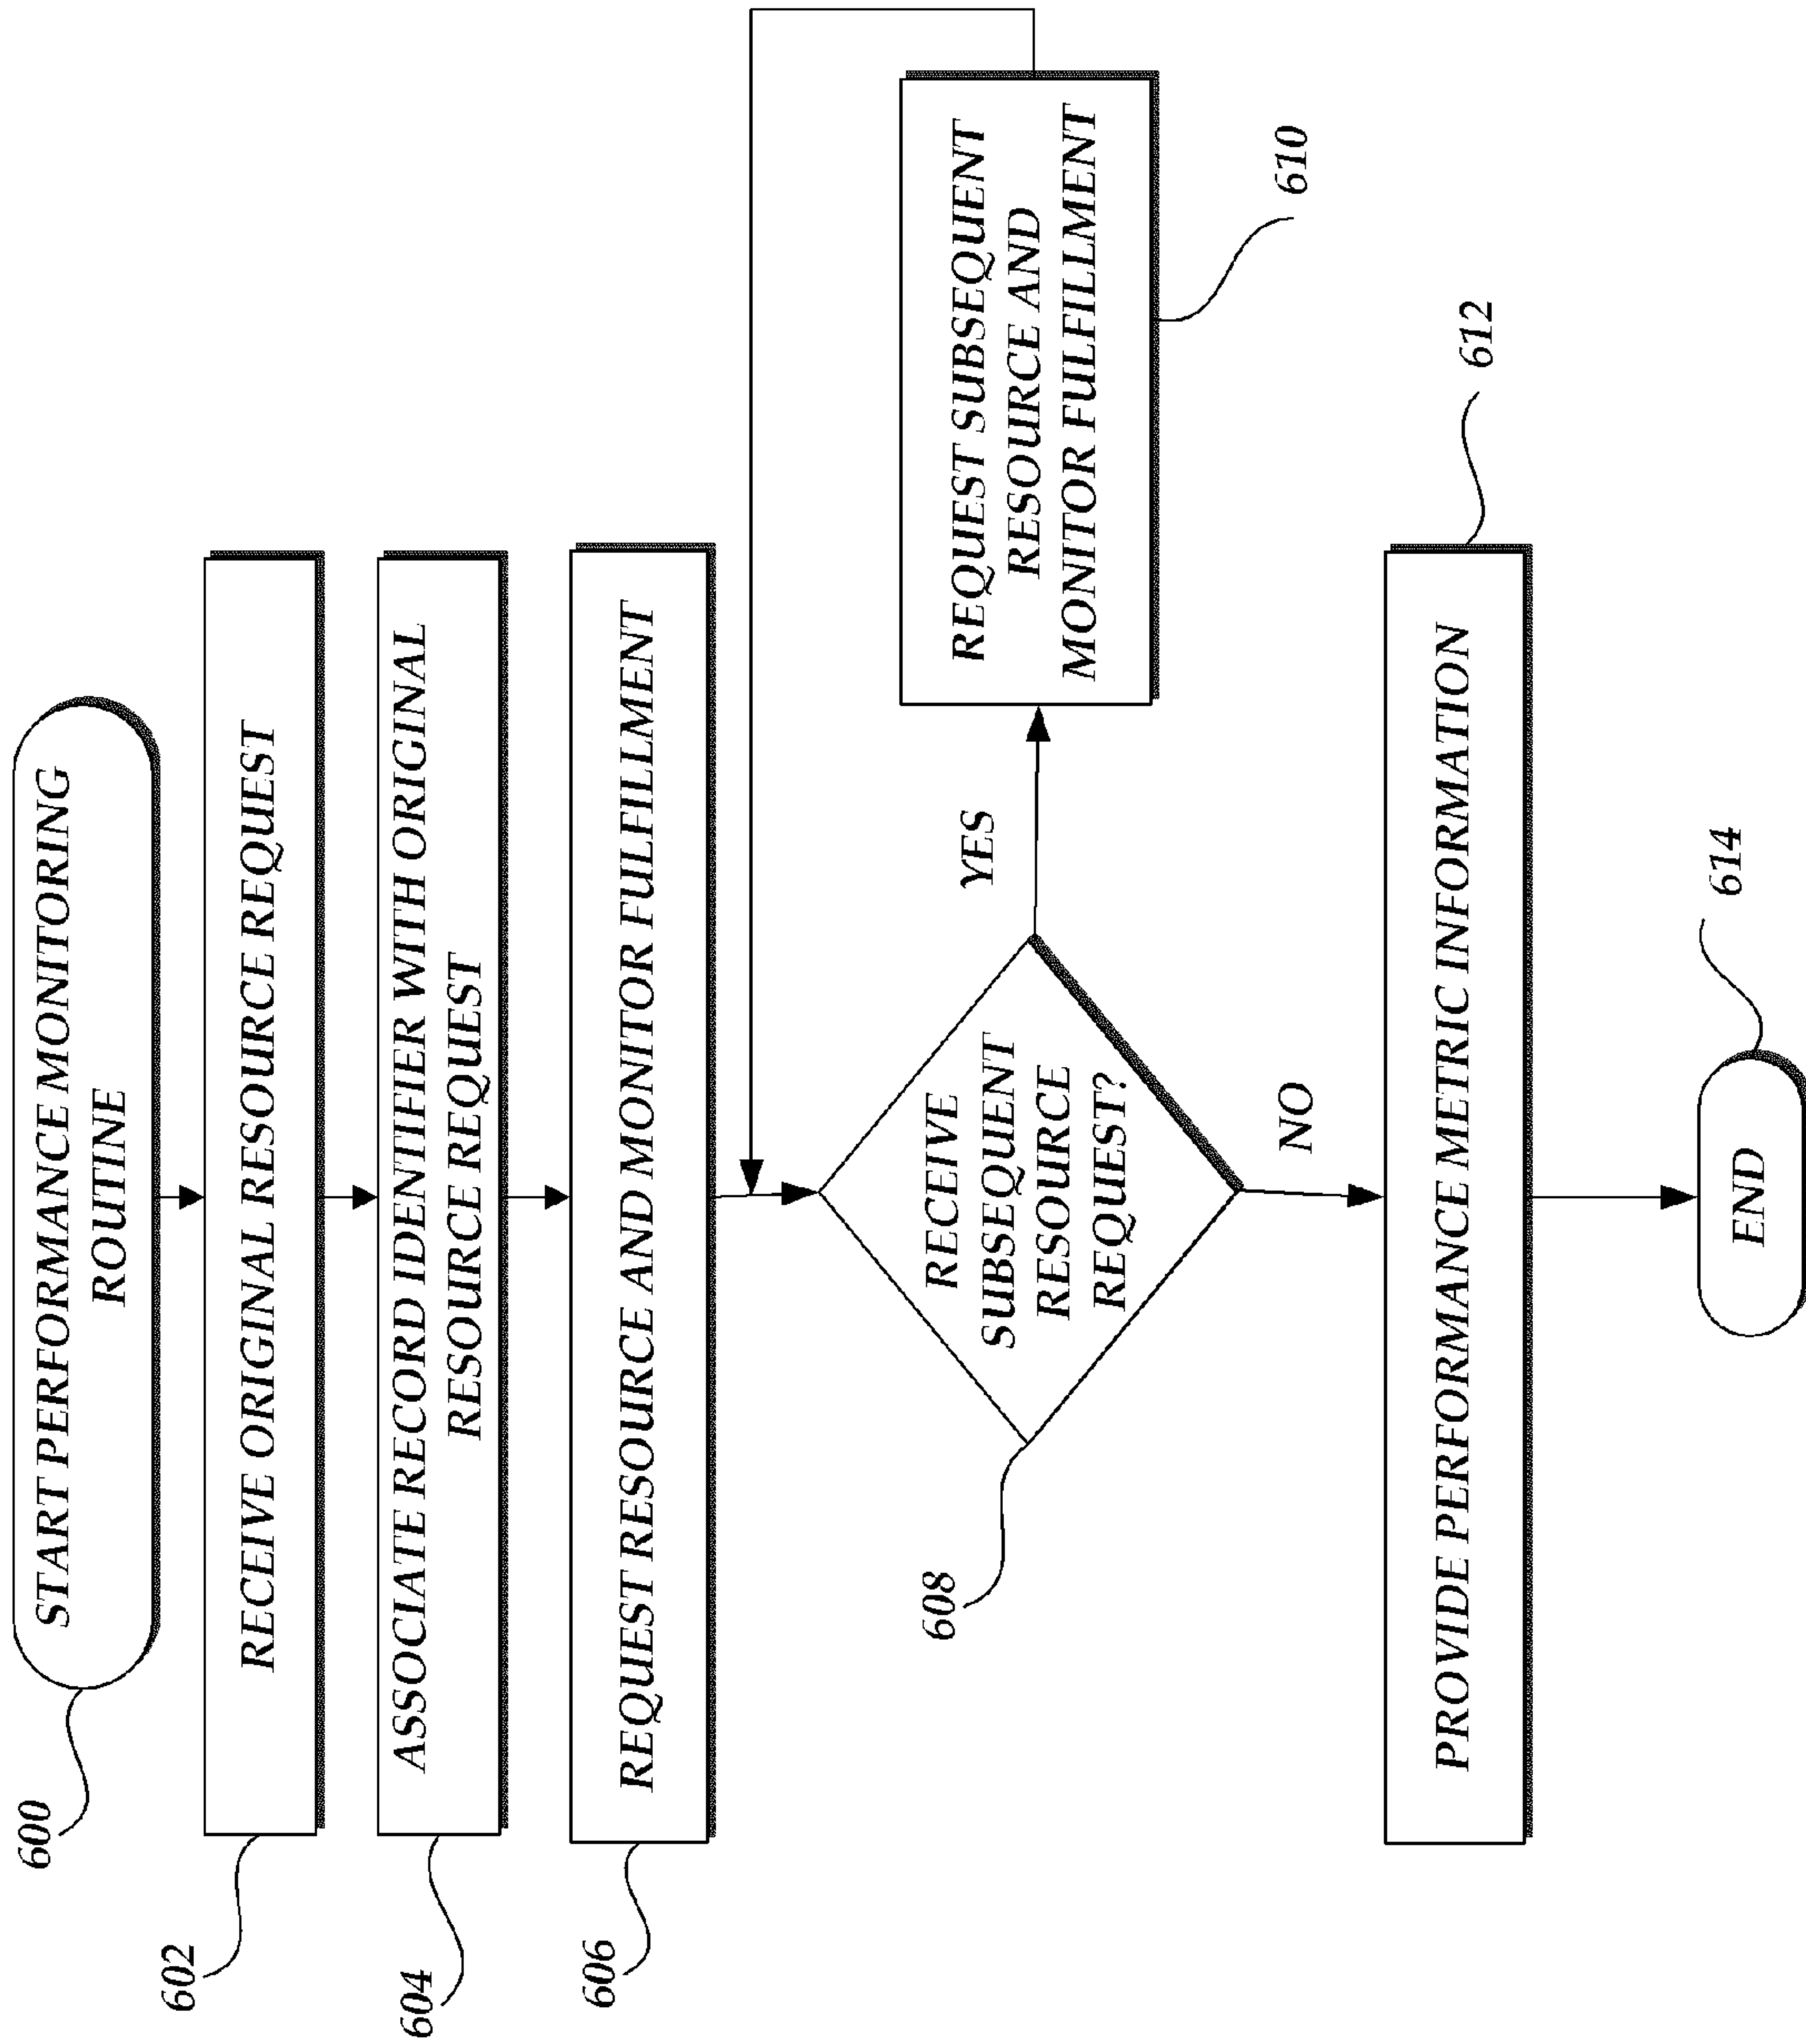 START PERFORMANCE MONITORING
ROUTINE
600
RECEIVE ORIGINAL RESOURCE REQUEST
602
ASSOCIATE RECORD IDENTIFIER WITH ORIGINAL
RESOURCE REQUEST
604
REQUEST RESOURCE AND MONITOR FULFILLMENT
606
RECEIVE
SUBSEQUENT
RESOURCE
REQUEST?
608
YES
REQUEST SUBSEQUENT
RESOURCE AND
MONITOR FULFILLMENT
610
NO
PROVIDE PERFORMANCE METRIC INFORMATION
612
END
614